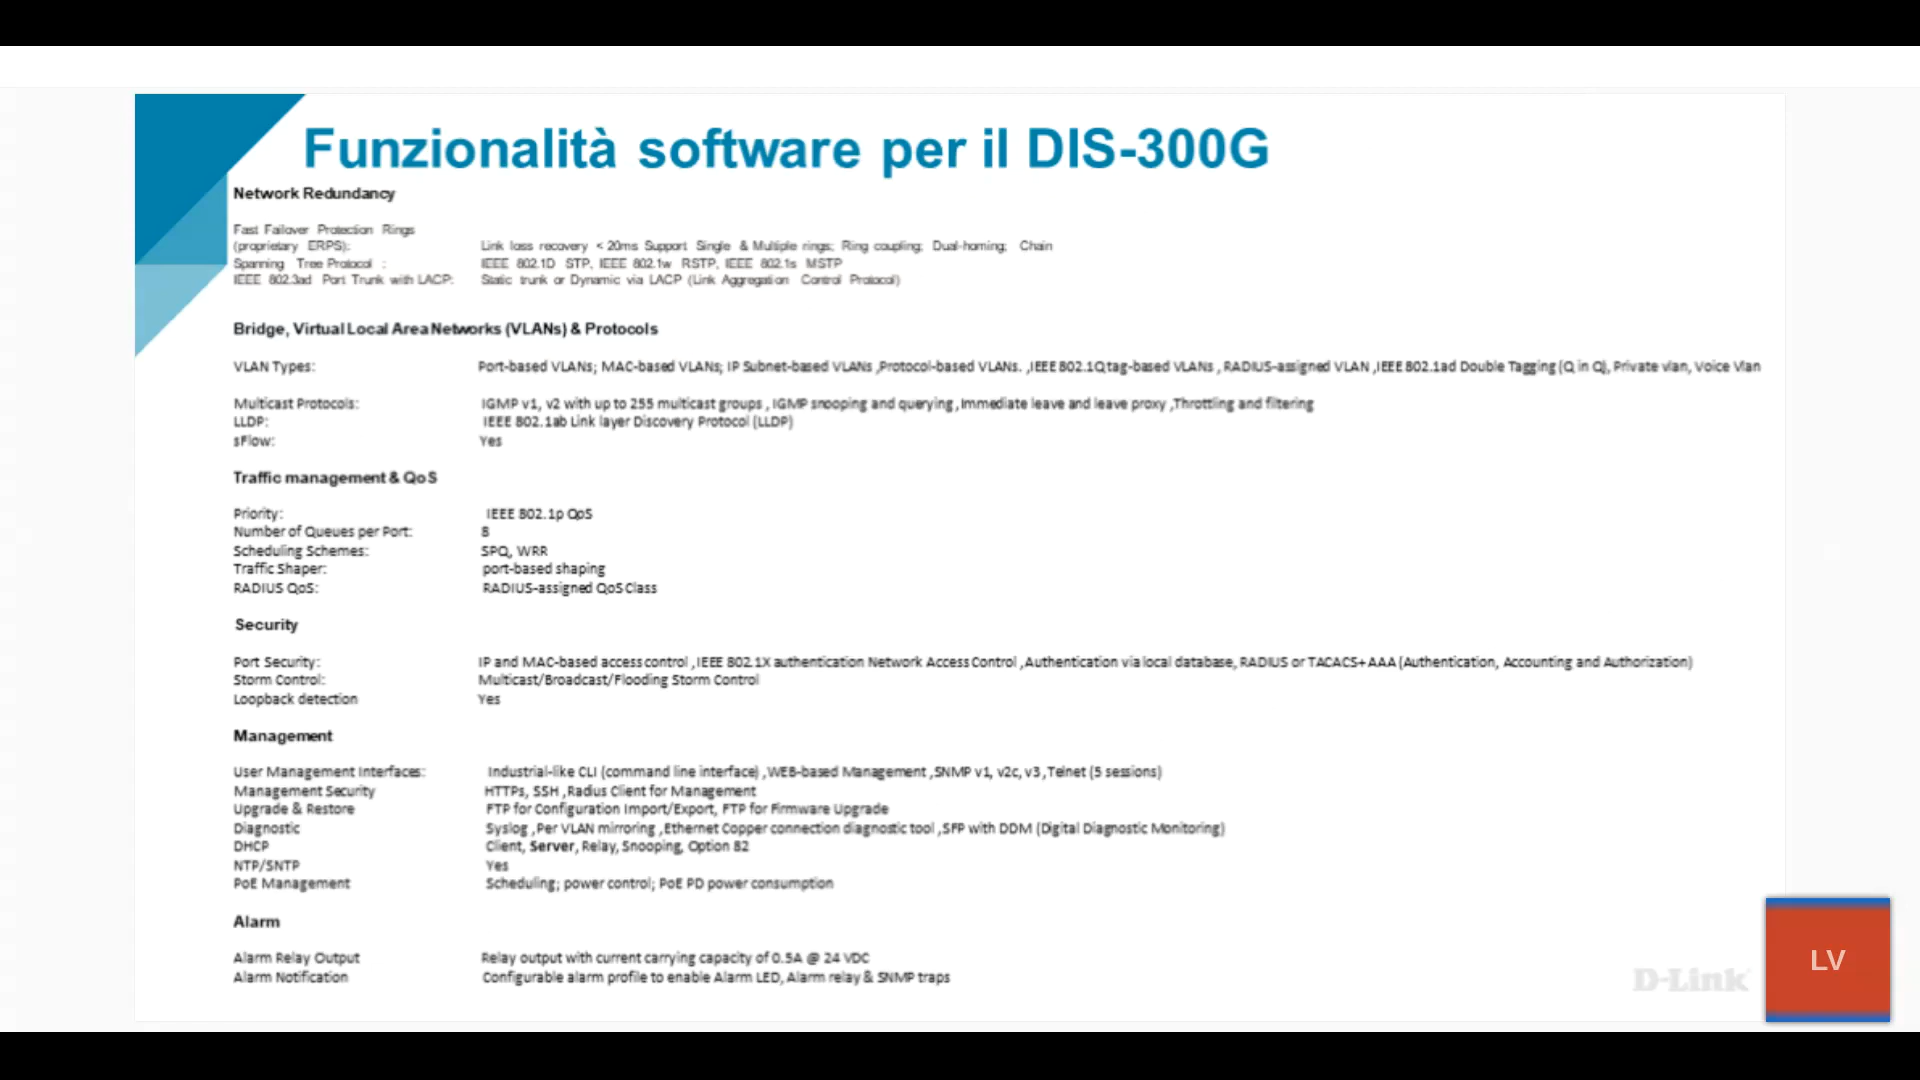 Funzionalità software per il DIS-300G
Network Redundancy
Fast Failover Protection Rings
(proprietary ERPS): Link loss recovery < 20ms Support Single & Multiple rings; Ring coupling; Dual-homing; Chain
Spanning Tree Protocol : IEEE 802.1D STP, IEEE 802.1w RSTP, IEEE 802.1s MSTP
IEEE 802.3ad Port Trunk with LACP: Static trunk or Dynamic via LACP (Link Aggregation Control Protocol)
Bridge, Virtual Local Area Networks (VLANs) & Protocols
VLAN Types: Port-based VLANs; MAC-based VLANs; IP Subnet-based VLANs ,Protocol-based VLANs. ,IEEE 802.1Q tag-based VLANs , RADIUS-assigned VLAN ,IEEE 802.1ad Double Tagging (Q in Q), Private vlan, Voice Vlan
Multicast Protocols: IGMP v1, v2 with up to 255 multicast groups , IGMP snooping and querying ,Immediate leave and leave proxy ,Throttling and filtering
LLDP: IEEE 802.1ab Link layer Discovery Protocol (LLDP)
sFlow: Yes
Traffic management & QoS
Priority: IEEE 802.1p QoS
Number of Queues per Port: 8
Scheduling Schemes: SPQ, WRR
Traffic Shaper: port-based shaping
RADIUS QoS: RADIUS-assigned QoS Class
Security
Port Security: IP and MAC-based access control ,IEEE 802.1X authentication Network Access Control ,Authentication via local database, RADIUS or TACACS+ AAA (Authentication, Accounting and Authorization)
Storm Control: Multicast/Broadcast/Flooding Storm Control
Loopback detection Yes
Management
User Management Interfaces: Industrial-like CLI (command line interface) ,WEB-based Management ,SNMP v1, v2c, v3 ,Telnet (5 sessions)
Management Security HTTPs, SSH ,Radius Client for Management
Upgrade & Restore FTP for Configuration Import/Export, FTP for Firmware Upgrade
Diagnostic Syslog ,Per VLAN mirroring ,Ethernet Copper connection diagnostic tool ,SFP with DDM (Digital Diagnostic Monitoring)
DHCP Client, Server, Relay, Snooping, Option 82
NTP/SNTP Yes
PoE Management Scheduling; power control; PoE PD power consumption
Alarm
Alarm Relay Output Relay output with current carrying capacity of 0.5A @ 24 VDC
Alarm Notification Configurable alarm profile to enable Alarm LED, Alarm relay & SNMP traps
D-Link
LV